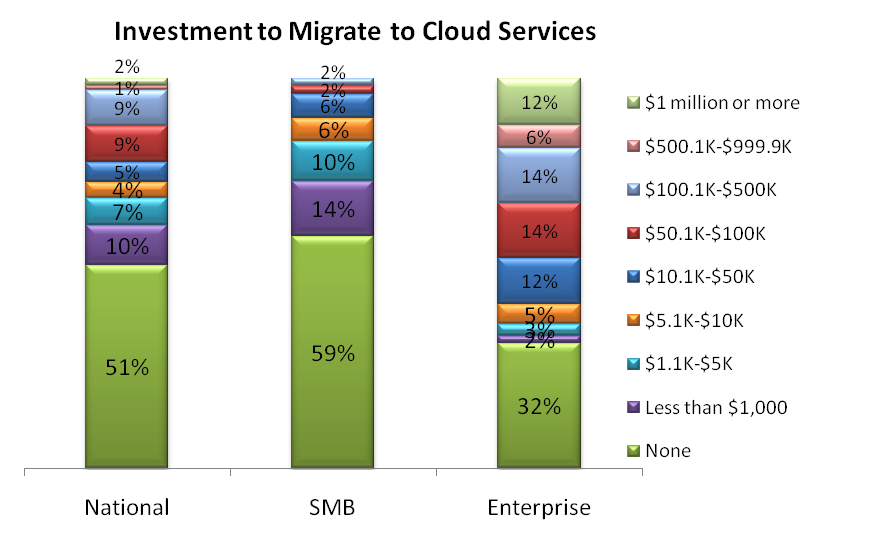 Investment to Migrate to Cloud Services
2%
1%
9%
9%
5%
4%
7%
10%
51%
2%
2%
6%
6%
10%
14%
59%
12%
6%
14%
14%
12%
5%
3%
2%
32%
$1 million or more
$500.1K-$999.9K
$100.1K-$500K
$50.1K-$100K
$10.1K-$50K
$5.1K-$10K
$1.1K-$5K
Less than $1,000
None
National
SMB
Enterprise